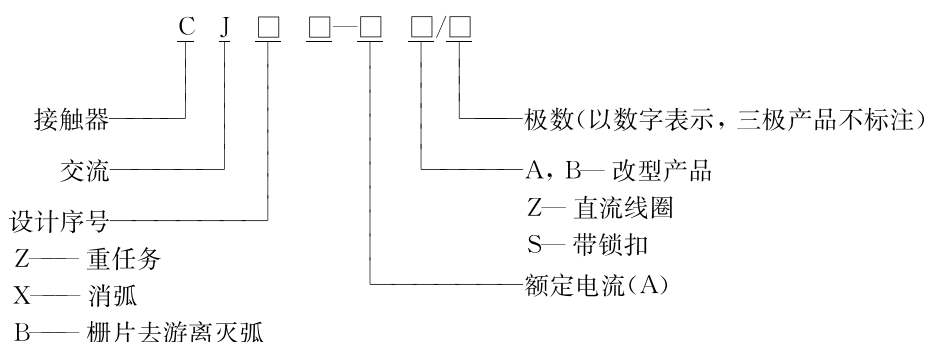 C J □ □—□ □/□
接触器
极数(以数字表示，三极产品不标注)
交流
A，B— 改型产品
Z— 直流线圈
S— 带锁扣
设计序号
Z—— 重任务
X—— 消弧
B—— 栅片去游离灭弧
额定电流(A)